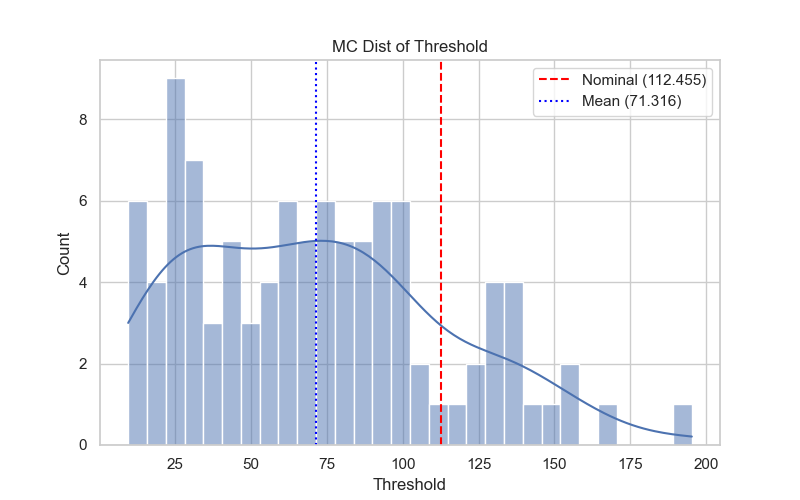 MC Dist of Threshold
Nominal (112.455)
Mean (71.316)
8
6
4
2
0
Count
25
50
75
100
125
150
175
200
Threshold